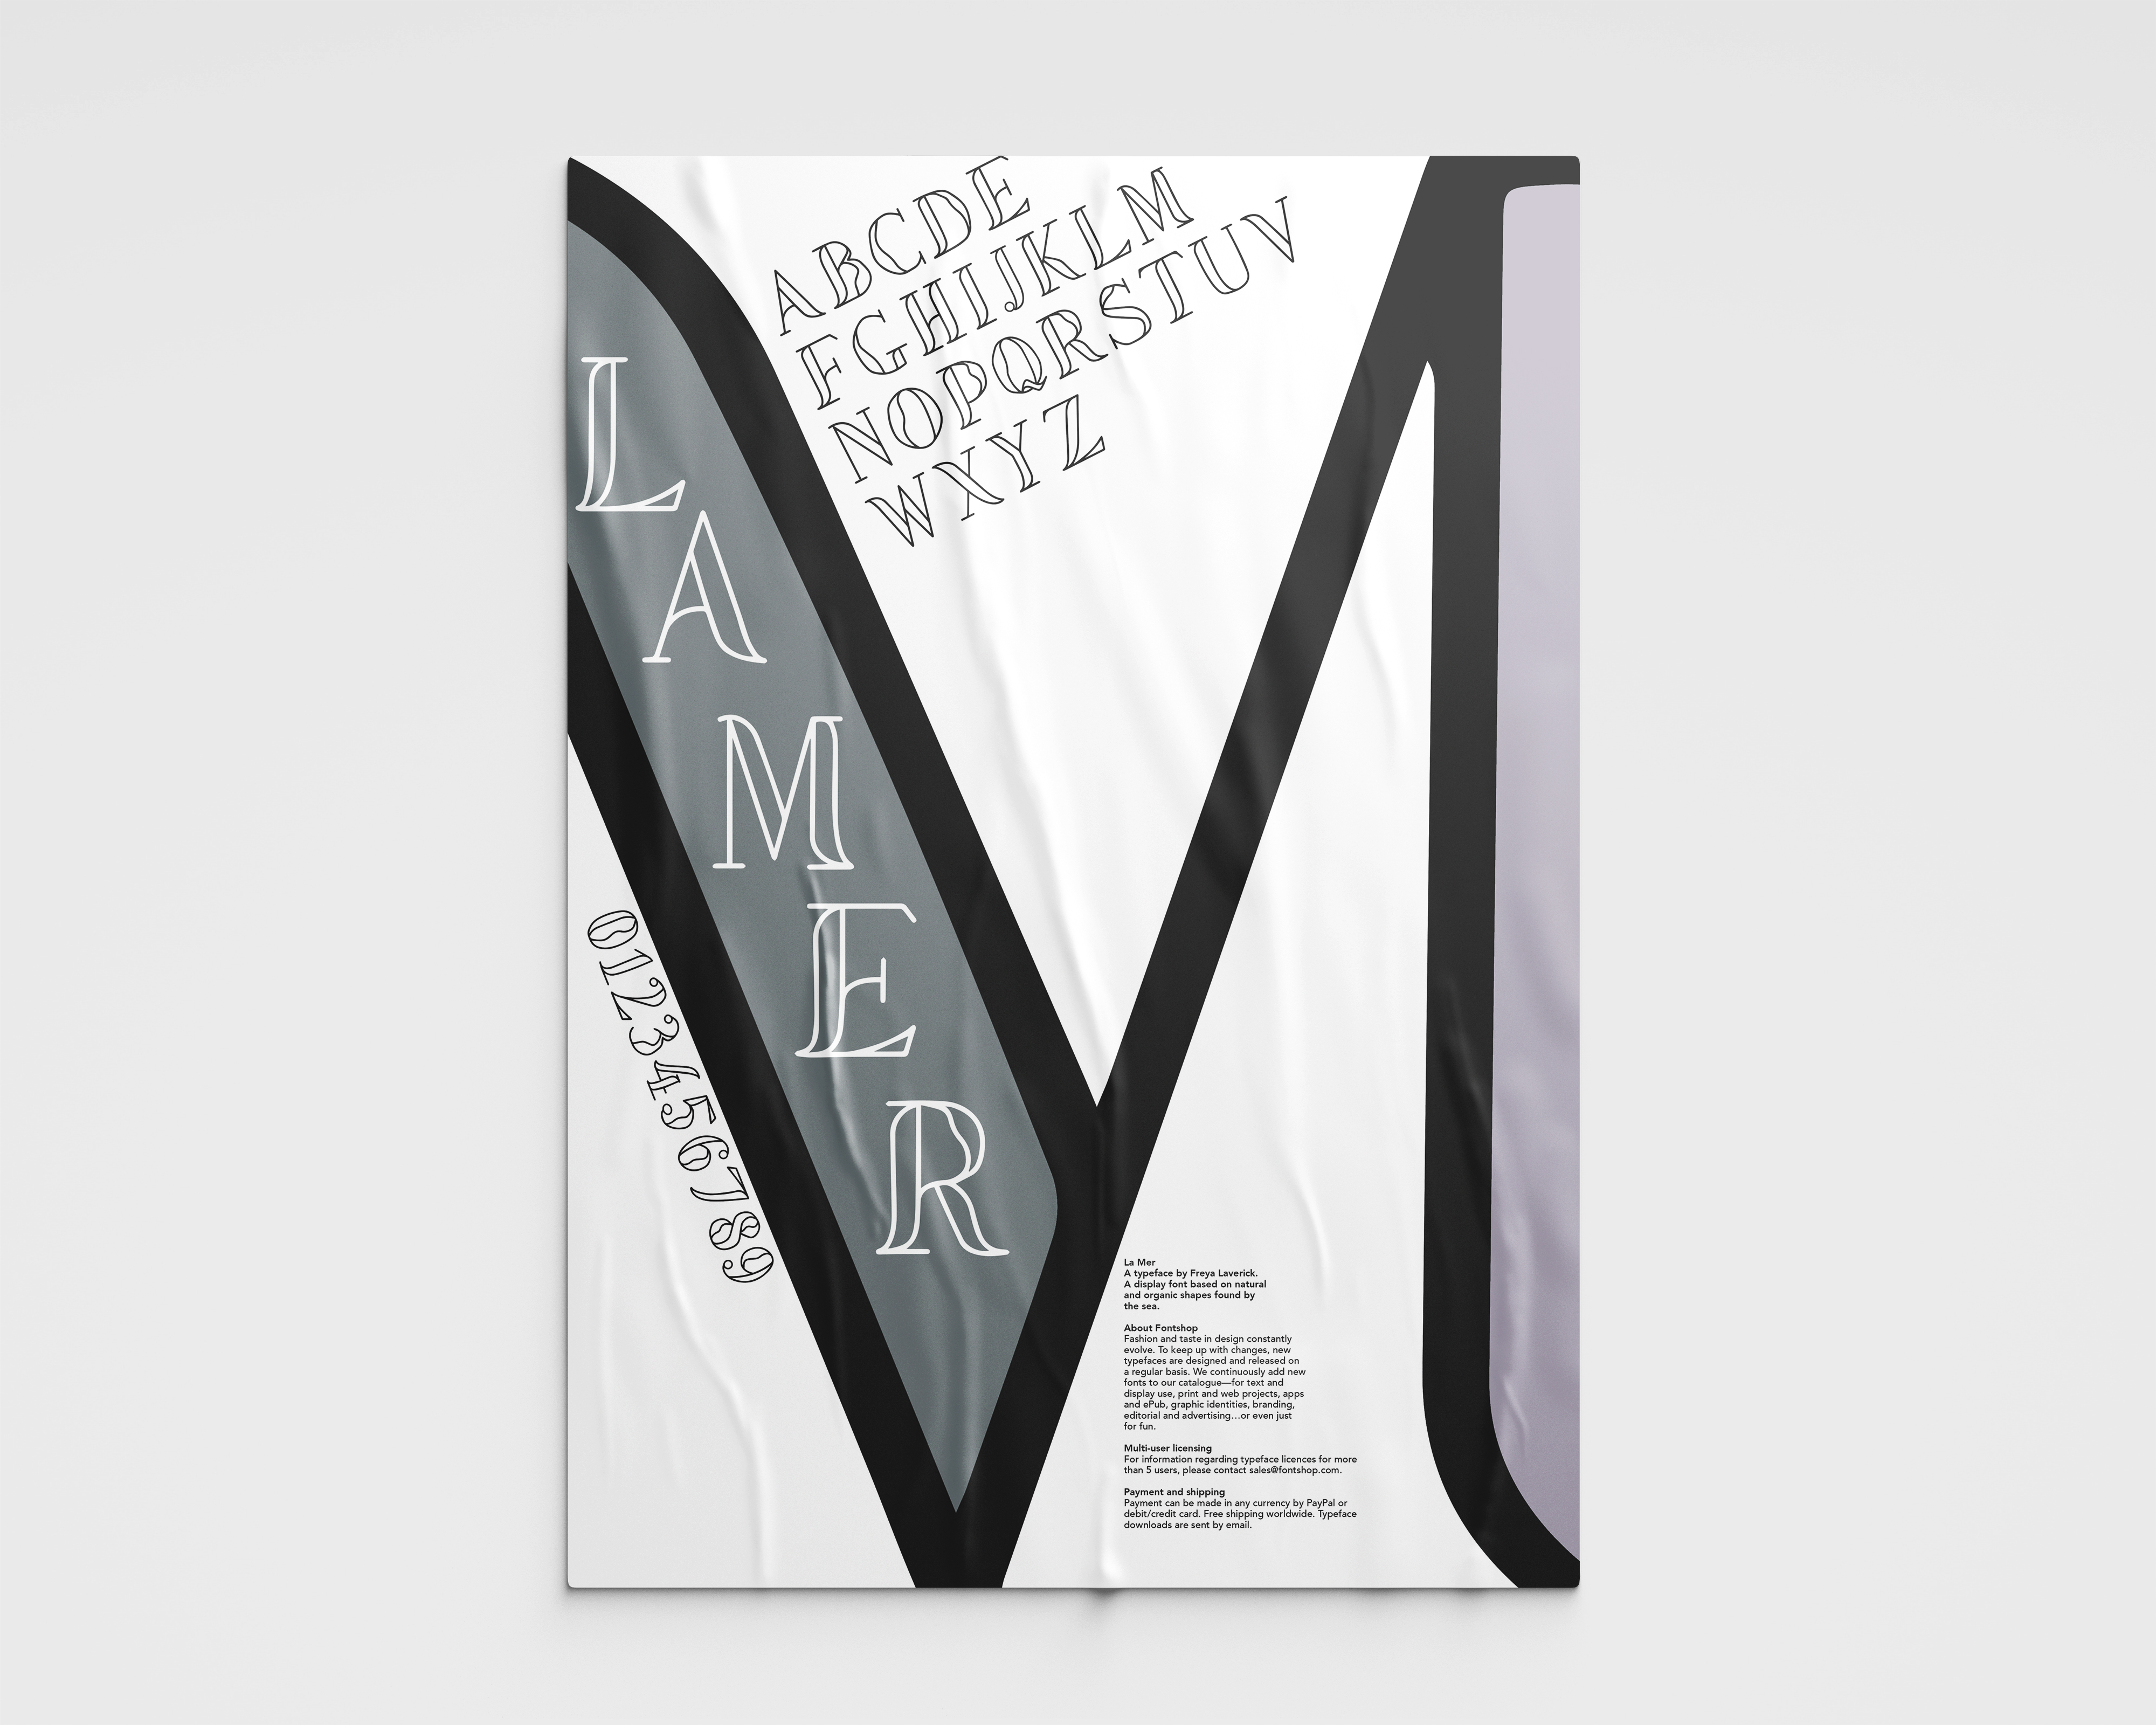 ABCDE
FGHIJKLM
NOPQRSTUV
WXYZ
L
A
M
E
R
0123456789
La Mer
A typeface by Freya Laverick.
A display font based on natural
and organic shapes found by
the sea.
About Fontshop
Fashion and taste in design constantly
evolve. To keep up with changes, new
typefaces are designed and released on
a regular basis. We continuously add new
fonts to our catalogue—for text and
display use, print and web projects, apps
and ePub, graphic identities, branding,
editorial and advertising...or even just
for fun.
Multi-user licensing
For information regarding typeface licences for more
than 5 users, please contact sales@fontshop.com.
Payment and shipping
Payment can be made in any currency by PayPal or
debit/credit card. Free shipping worldwide. Typeface
downloads are sent by email.